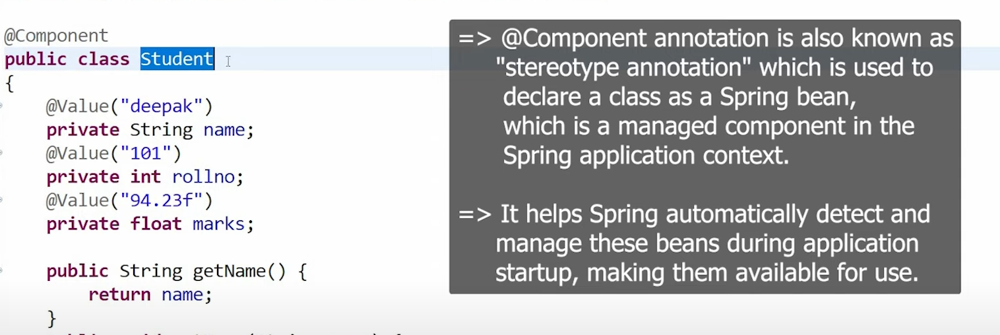 @Component
public class Student
{
@Value("deepak")
private String name;
@Value("101")
private int rollno;
@Value("94.23f")
private float marks;
public String getName() {
return name;
}
=> @Component annotation is also known as
"stereotype annotation" which is used to
declare a class as a Spring bean,
which is a managed component in the
Spring application context.
=> It helps Spring automatically detect and
manage these beans during application
startup, making them available for use.